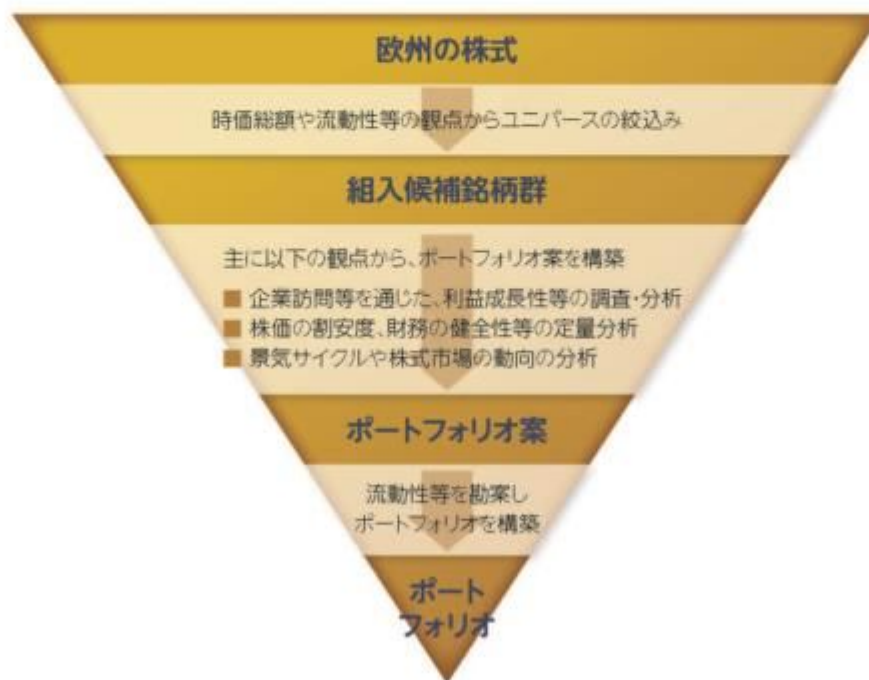 欧州の株式
時価総額や流動性等の観点からユニバースの絞込み
組入候補銘柄群
主に以下の観点から、ポートフォリオ案を構築
■ 企業訪問等を通じた、利益成長性等の調査・分析
■ 株価の割安度、財務の健全性等の定量分析
■ 景気サイクルや株式市場の動向の分析
ポートフォリオ案
流動性等を勘案し
ポートフォリオを構築
ポート
フォリオ